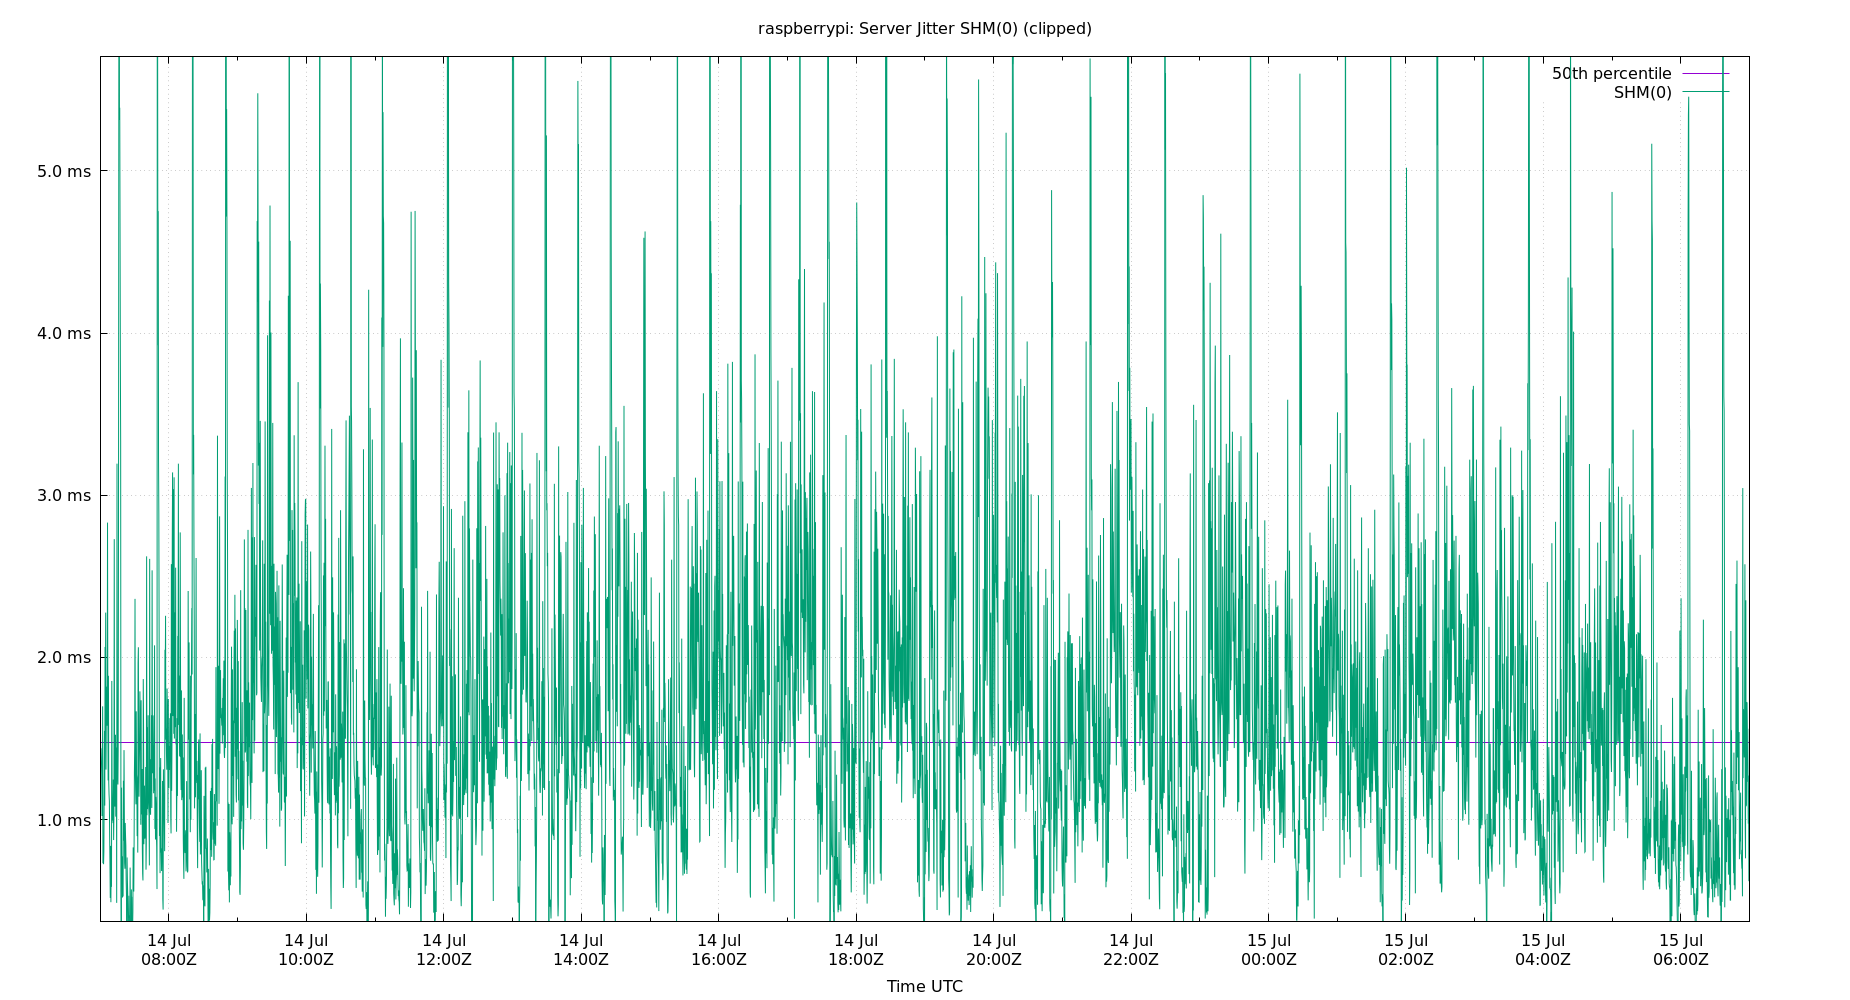 raspberrypi: Server Jitter SHM(0) (clipped)
50th percentile
SHM(0)
5.0 ms
4.0 ms
3.0 ms
2.0 ms
1.0 ms
14 Jul 14 Jul 14 Jul 14 Jul 14 Jul 14 Jul 14 Jul 14 Jul 15 Jul 15 Jul 15 Jul 15 Jul
08:00Z 10:00Z 12:00Z 14:00Z 16:00Z 18:00Z 20:00Z 22:00Z 00:00Z 02:00Z 04:00Z 06:00Z
Time UTC